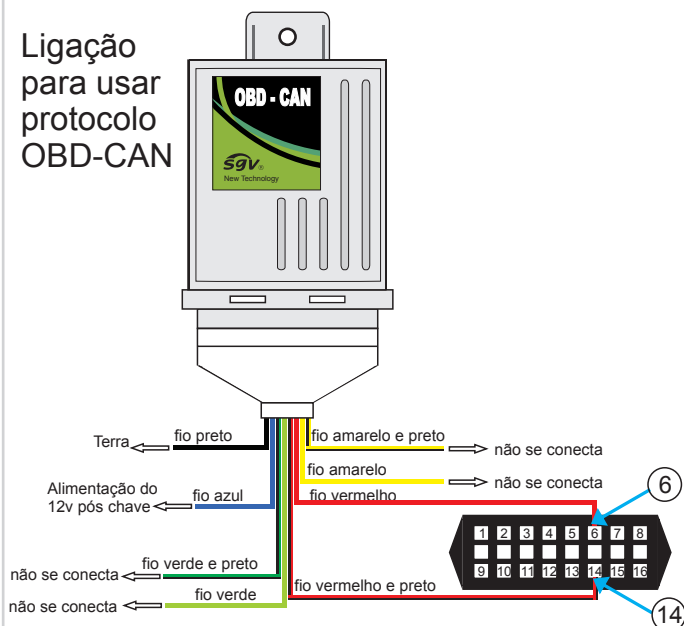 Ligação
para usar
protocolo
OBD-CAN
OBD - CAN
sgv®
New Technology
Terra
fio preto
fio amarelo e preto
não se conecta
fio amarelo
não se conecta
Alimentação do
12v pós chave
fio azul
fio vermelho
6
1 2 3 4 5 6 7 8
9 10 11 12 13 14 15 16
não se conecta
fio verde e preto
fio vermelho e preto
não se conecta
fio verde
14